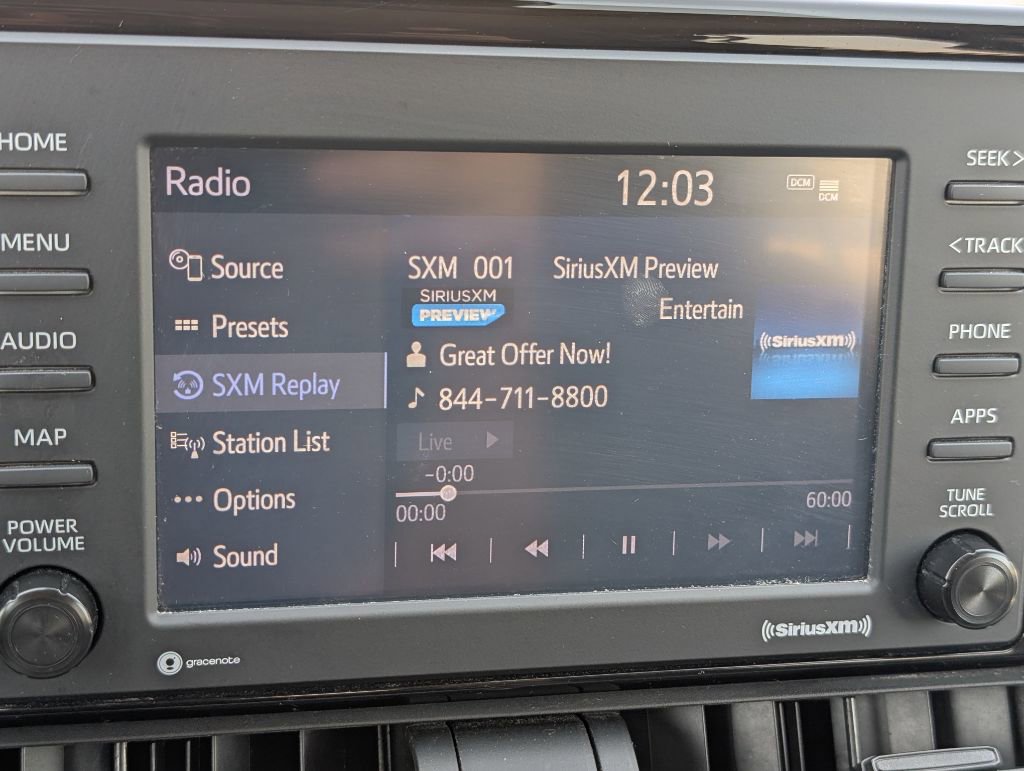 HOME
MENU
AUDIO
MAP
POWER
VOLUME
Radio
12:03
DCM
DCM
Source
Presets
SXM Replay
Station List
Options
Sound
SXM 001 SiriusXM Preview
SIRIUSXM
PREVIEW
Entertain
Great Offer Now!
844-711-8800
Live
-0:00
00:00
60:00
((SiriusXM))
SEEK >
< TRACK
PHONE
APPS
TUNE
SCROLL
gracenote
((SiriusXM))